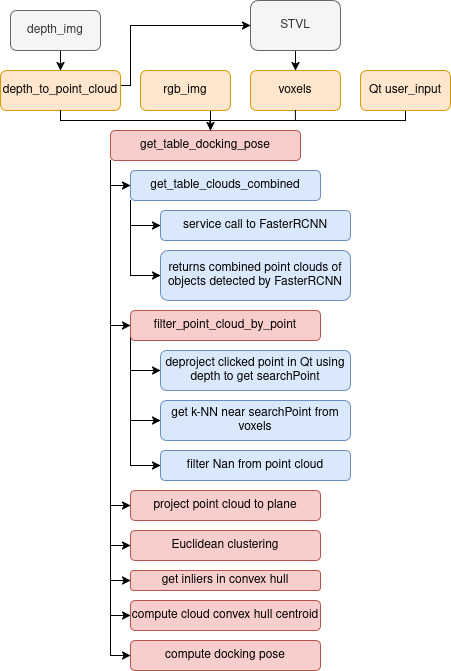 depth_img
STVL
depth_to_point_cloud
rgb_img
voxels
Qt user_input
get_table_docking_pose
get_table_clouds_combined
service call to FasterRCNN
returns combined point clouds of
objects detected by FasterRCNN
filter_point_cloud_by_point
deproject clicked point in Qt using
depth to get searchPoint
get k-NN near searchPoint from
voxels
filter Nan from point cloud
project point cloud to plane
Euclidean clustering
get inliers in convex hull
compute cloud convex hull centroid
compute docking pose